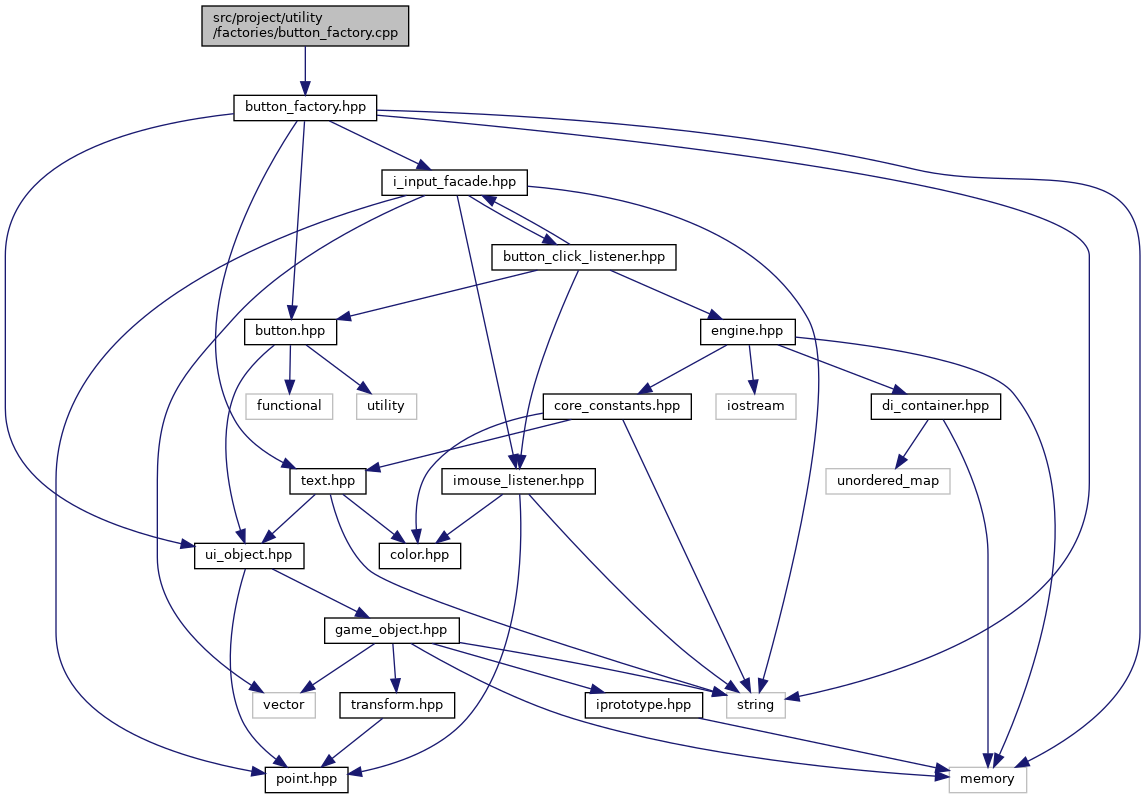 src/project/utility
/factories/button_factory.cpp
button_factory.hpp
i_input_facade.hpp
button_click_listener.hpp
button.hpp
engine.hpp
functional
utility
core_constants.hpp
iostream
di_container.hpp
text.hpp
imouse_listener.hpp
unordered_map
ui_object.hpp
color.hpp
game_object.hpp
vector
transform.hpp
iprototype.hpp
string
point.hpp
memory